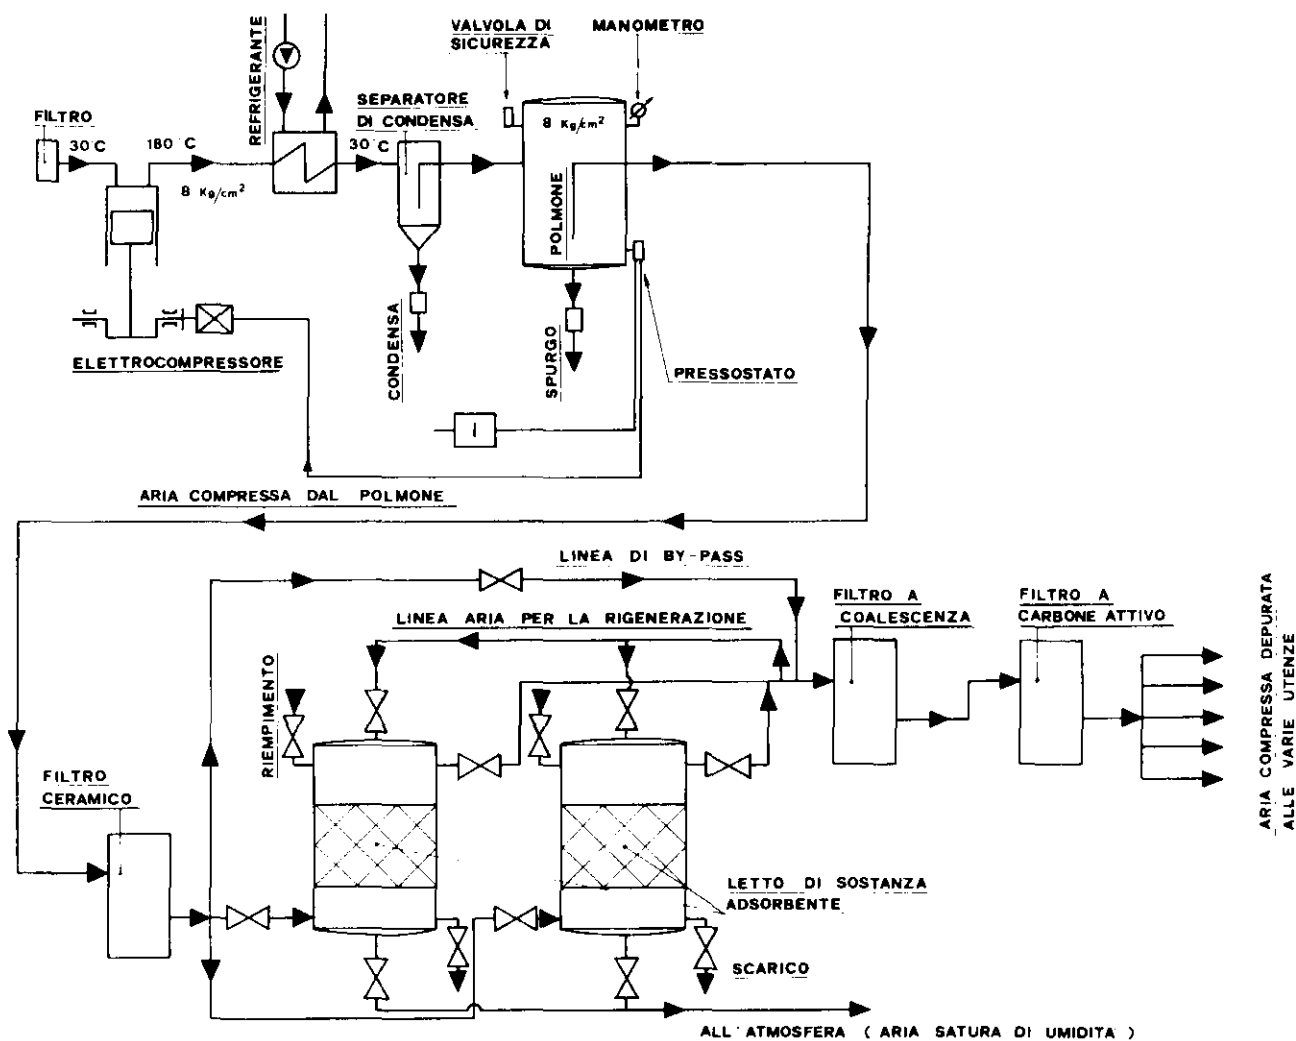 REFRIGERANTE
VALVOLA DI
SICUREZZA
MANOMETRO
FILTRO
30°C
180°C
8 Kg/cm²
30°C
SEPARATORE
DI CONDENSA
8 Kg/cm²
POLMONE
ELETTROCOMPRESSORE
CONDENSA
SPURGO
PRESSOSTATO
I
ARIA COMPRESSA DAL POLMONE
LINEA DI BY-PASS
LINEA ARIA PER LA RIGENERAZIONE
FILTRO A
COALESCENZA
FILTRO A
CARBONE ATTIVO
ARIA COMPRESSA DEPURATA
ALLE VARIE UTENZE
RIEMPIMENTO
FILTRO
CERAMICO
LETTO DI SOSTANZA
ADSORBENTE
SCARICO
ALL'ATMOSFERA ( ARIA SATURA DI UMIDITA' )